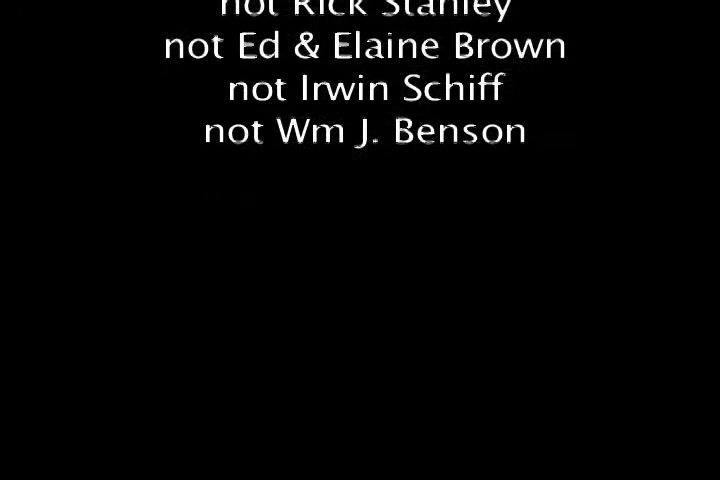 not Rick Stanley
not Ed & Elaine Brown
not Irwin Schiff
not Wm J. Benson